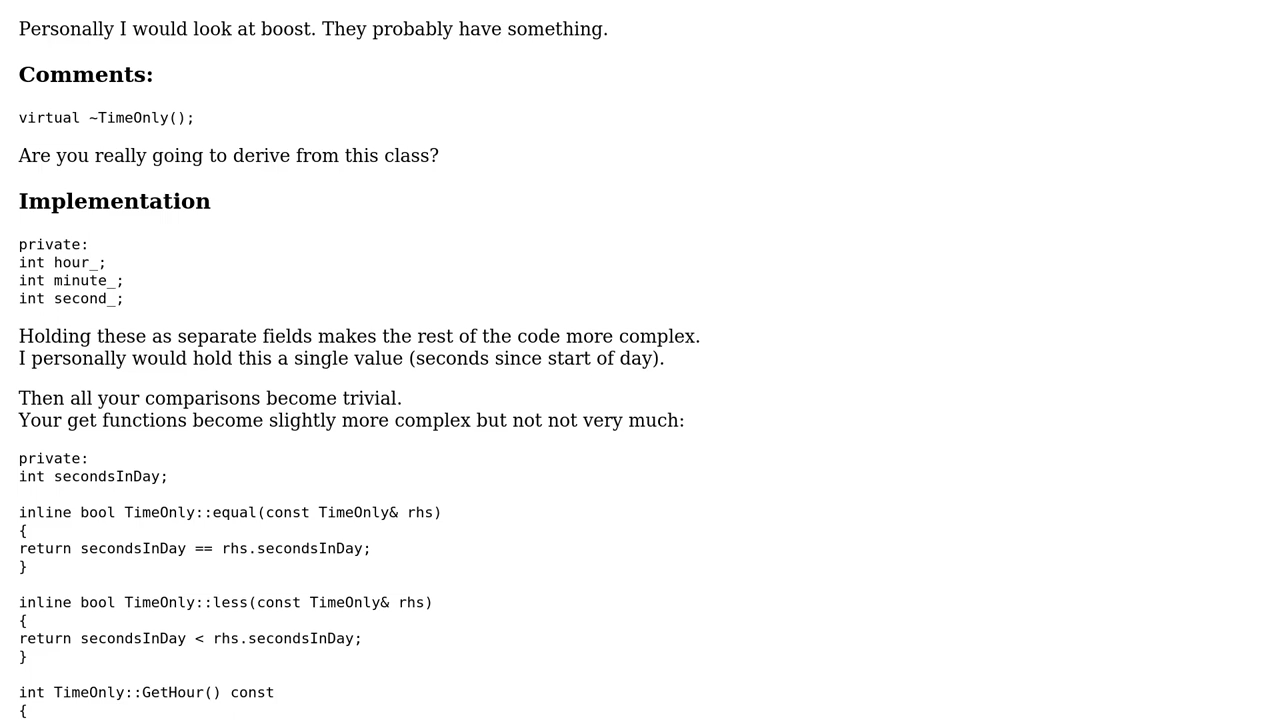 Personally I would look at boost. They probably have something.
Comments:
virtual ~TimeOnly();
Are you really going to derive from this class?
Implementation
private:
int hour_;
int minute_;
int second_;
Holding these as separate fields makes the rest of the code more complex.
I personally would hold this a single value (seconds since start of day).
Then all your comparisons become trivial.
Your get functions become slightly more complex but not not very much:
private:
int secondsInDay;
inline bool TimeOnly::equal(const TimeOnly& rhs)
{
return secondsInDay == rhs.secondsInDay;
}
inline bool TimeOnly::less(const TimeOnly& rhs)
{
return secondsInDay < rhs.secondsInDay;
}
int TimeOnly::GetHour() const
{